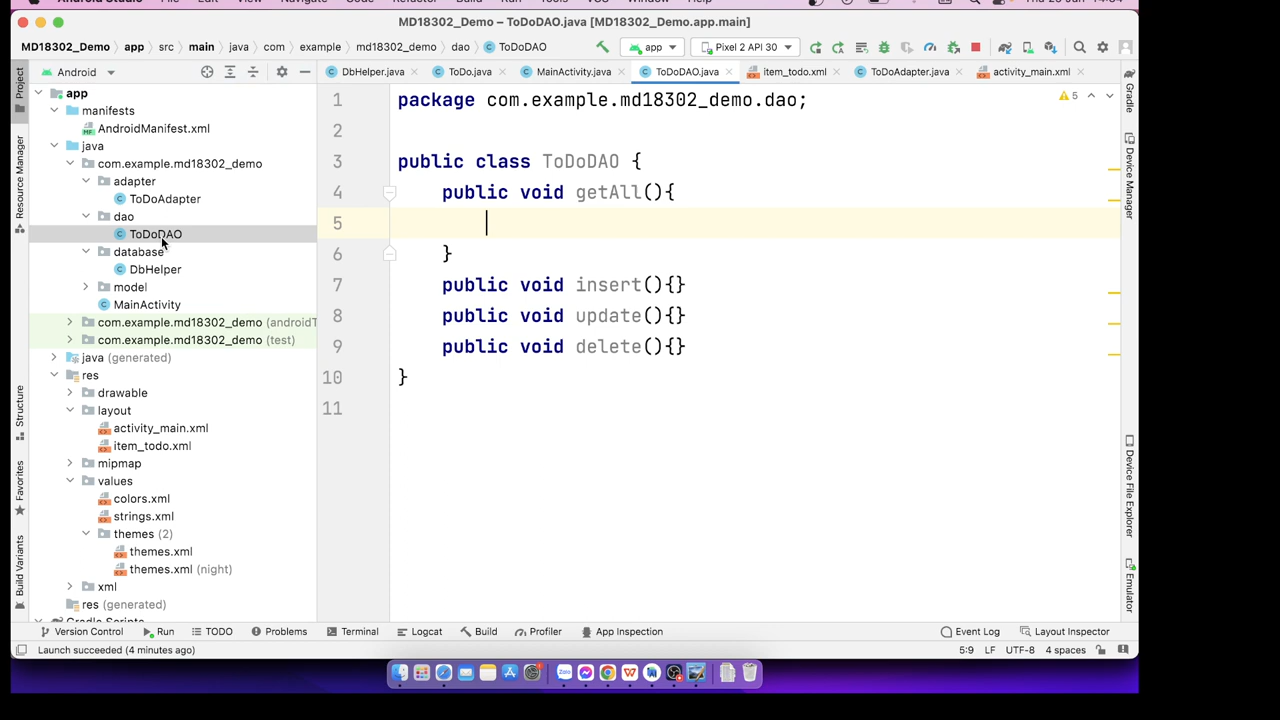 MD18302_Demo – ToDoDAO.java [MD18302_Demo.app.main]
MD18302_Demo app src main java com example md18302_demo dao ToDoDAO
app
Pixel 2 API 30
Android
DbHelper.java
ToDo.java
MainActivity.java
ToDoDAO.java
item_todo.xml
ToDoAdapter.java
activity_main.xml
Project
Resource Manager
Structure
Favorites
Build Variants
app
manifests
AndroidManifest.xml
java
com.example.md18302_demo
adapter
ToDoAdapter
dao
ToDoDAO
database
DbHelper
model
MainActivity
com.example.md18302_demo (androidT
com.example.md18302_demo (test)
java (generated)
res
drawable
layout
activity_main.xml
item_todo.xml
mipmap
values
colors.xml
strings.xml
themes (2)
themes.xml
themes.xml (night)
xml
res (generated)
1 package com.example.md18302_demo.dao;
2
3 public class ToDoDAO {
4 public void getAll(){
5
6 }
7 public void insert(){}
8 public void update(){}
9 public void delete(){}
10 }
11
5
Gradle
Device Manager
Device File Explorer
Emulator
Version Control Run TODO Problems Terminal Logcat Build Profiler App Inspection Event Log Layout Inspector
Launch succeeded (4 minutes ago) 5:9 LF UTF-8 4 spaces